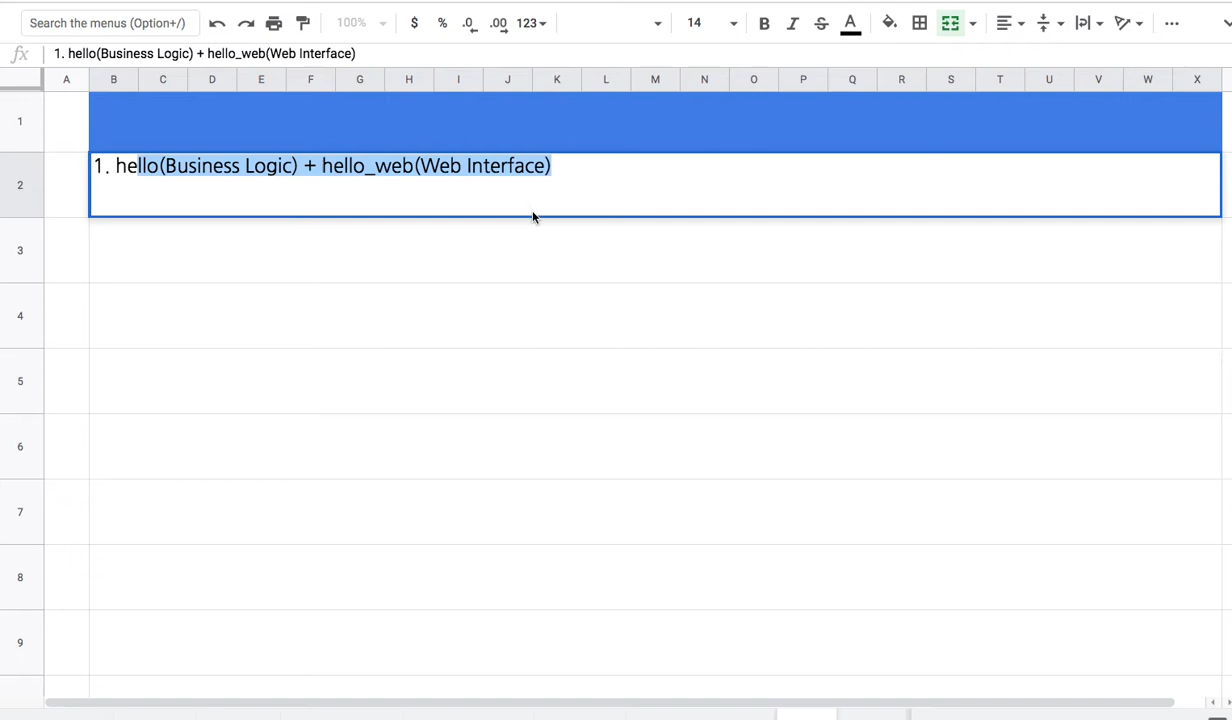 Search the menus (Option+/)
100%
$
%
.0
.00
123
14
B
I
S
A
fx
1. hello(Business Logic) + hello_web(Web Interface)
A B C D E F G H I J K L M N O P Q R S T U V W X
1
2
1. hello(Business Logic) + hello_web(Web Interface)
3
4
5
6
7
8
9